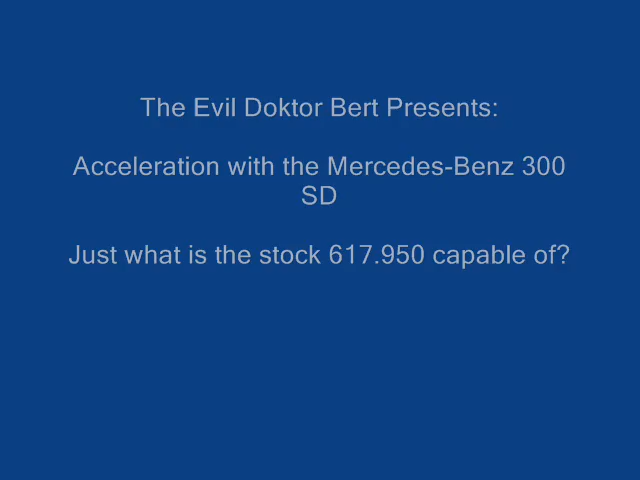 The Evil Doktor Bert Presents:
Acceleration with the Mercedes-Benz 300
SD
Just what is the stock 617.950 capable of?